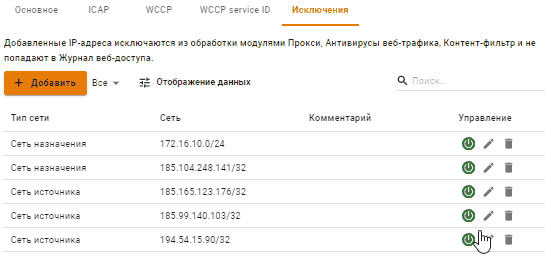 Основное ICAP WCCP WCCP service ID Исключения
Добавленные IP-адреса исключаются из обработки модулями Прокси, Антивирусы веб-трафика, Контент-фильтр и не
попадают в Журнал веб-доступа.
+ Добавить Все Отображение данных Поиск...
Тип сети Сеть Комментарий Управление
Сеть назначения 172.16.10.0/24
Сеть назначения 185.104.248.141/32
Сеть источника 185.165.123.176/32
Сеть источника 185.99.140.103/32
Сеть источника 194.54.15.90/32